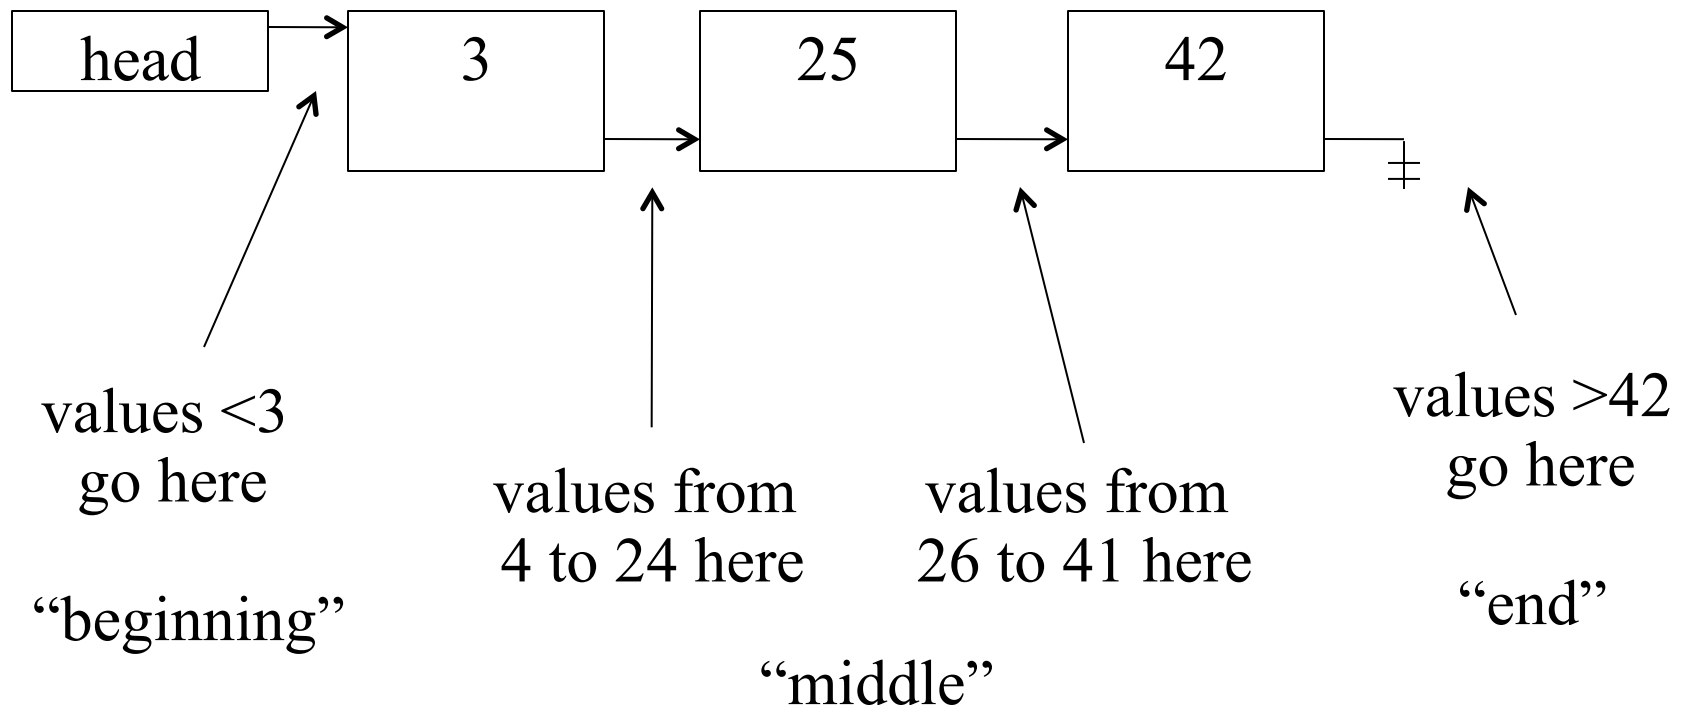 head
3
25
42
values <3
go here
“beginning”
values from
4 to 24 here
values from
26 to 41 here
“middle”
values >42
go here
“end”